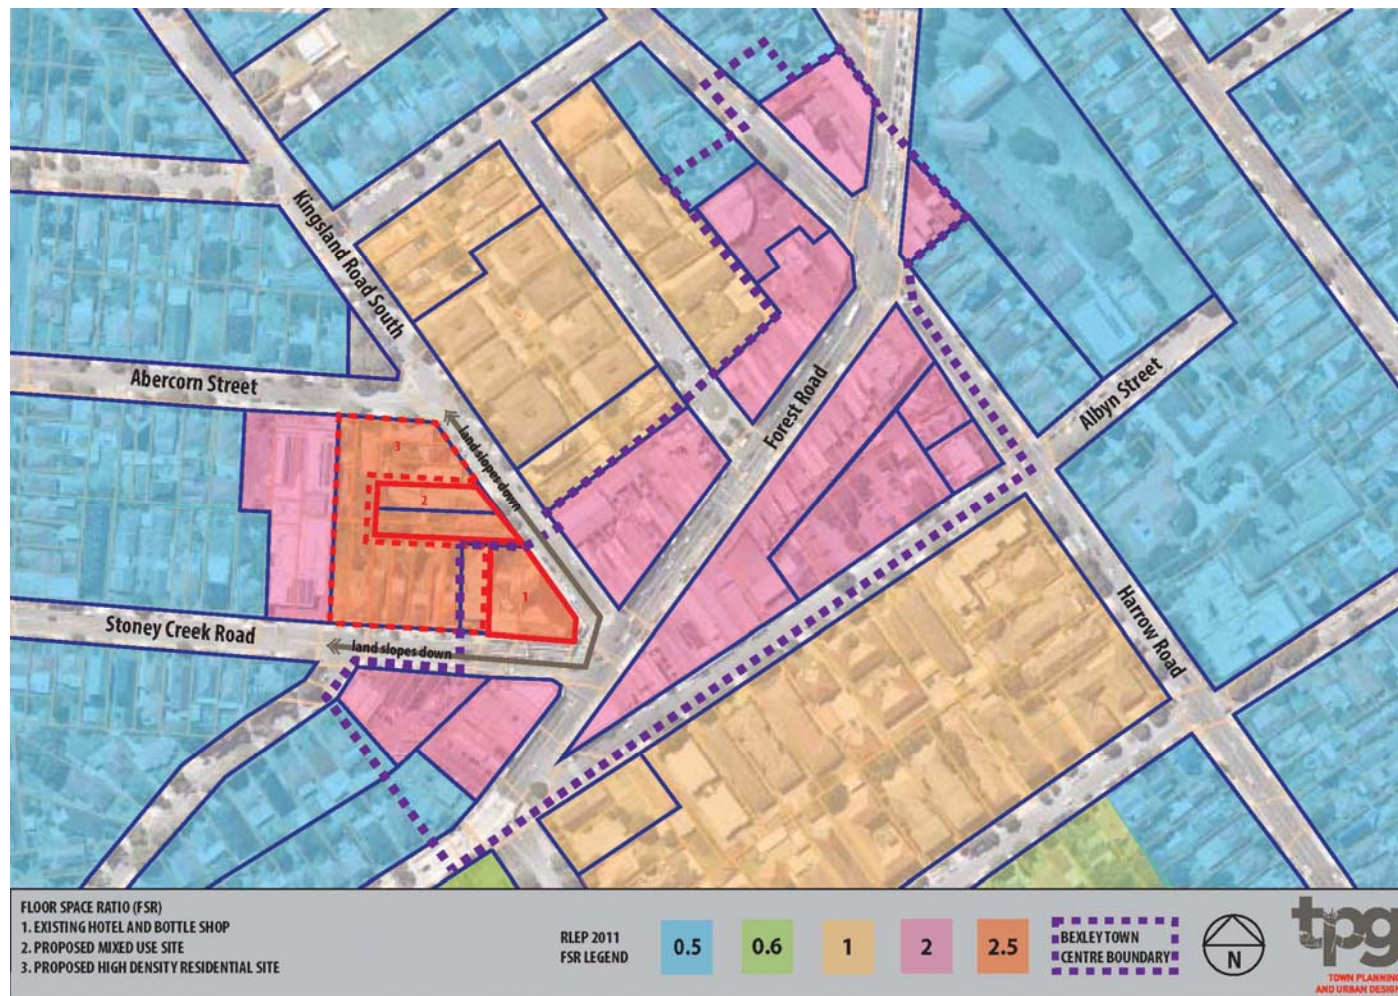 Kingsland Road South
Abercorn Street
Forest Road
Albyn Street
3
land slopes down
2
1
Stoney Creek Road
land slopes down
Harrow Road
FLOOR SPACE RATIO (FSR)
1. EXISTING HOTEL AND BOTTLE SHOP
2. PROPOSED MIXED USE SITE
3. PROPOSED HIGH DENSITY RESIDENTIAL SITE
RLEP 2011
FSR LEGEND
0.5
0.6
1
2
2.5
BEXLEY TOWN
CENTRE BOUNDARY
N
tpg
TOWN PLANNING
AND URBAN DESIGN